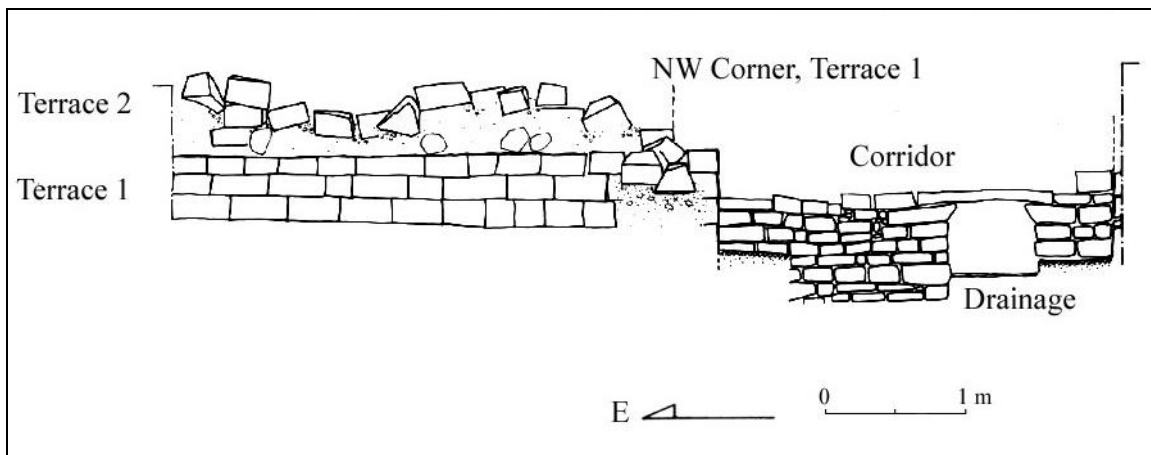 NW Corner, Terrace 1
Terrace 2
Corridor
Terrace 1
Drainage
E
0 1 m